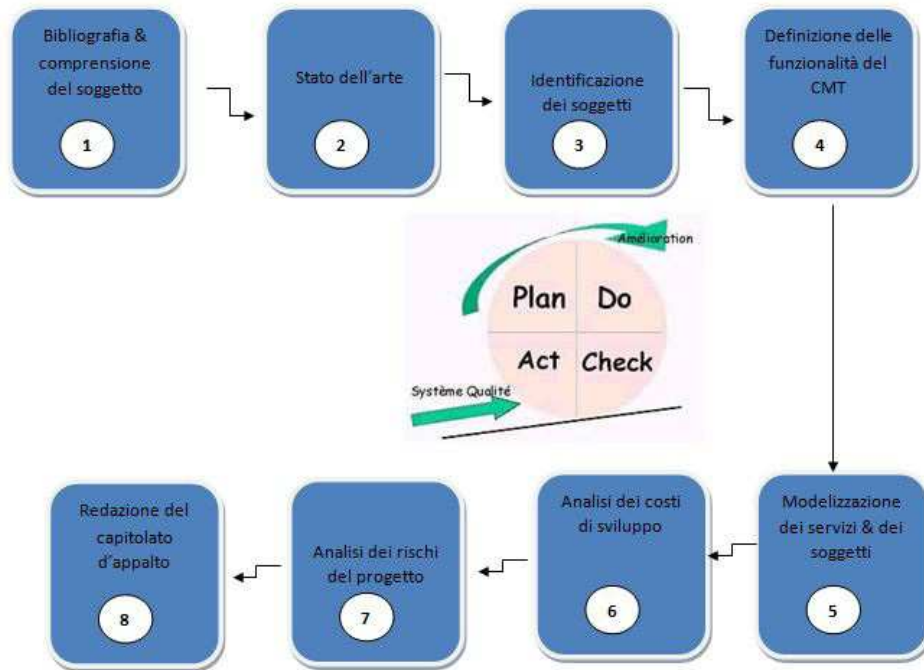 Bibliografia &
comprensione
del soggetto
1
Stato dell'arte
2
Identificazione
dei soggetti
3
Definizione delle
funzionalità del
CMT
4
Amélioration
Plan
Do
Act
Check
Système Qualité
Modelizzazione
dei servizi & dei
soggetti
5
Analisi dei costi
di sviluppo
6
Analisi dei rischi
del progetto
7
Redazione del
capitolato
d'appalto
8